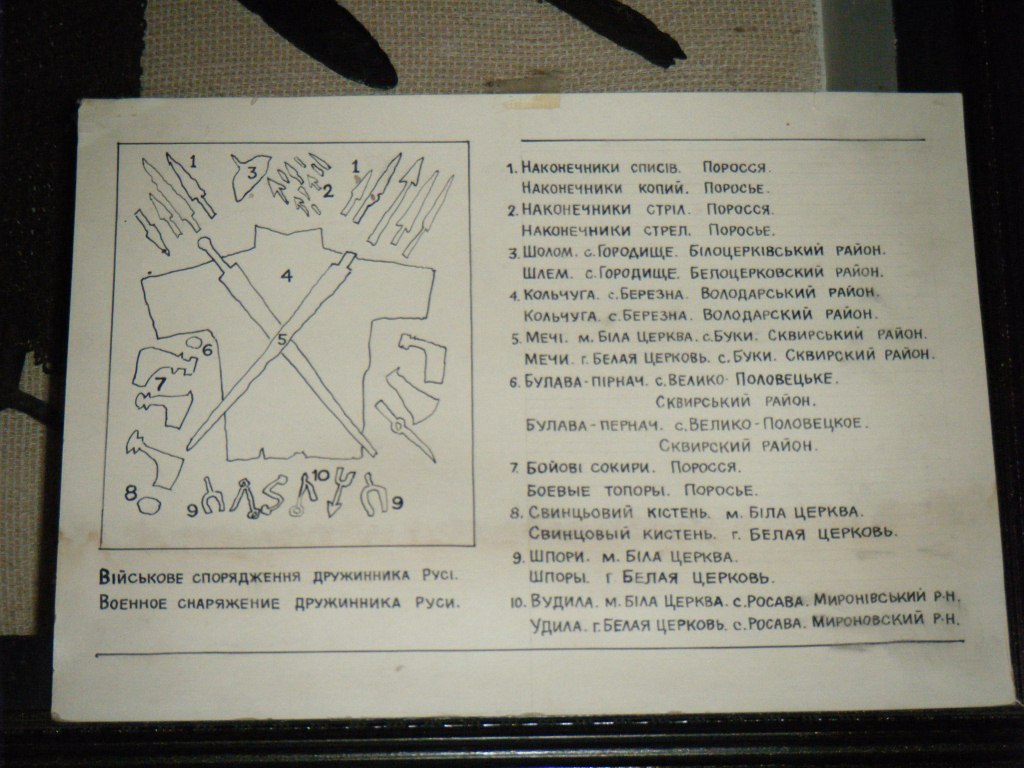 1
3
2
1
4
5
6
7
8
9
10
9
Військове спорядження дружинника Русі.
Военное снаряжение дружинника Руси.
1. Наконечники списів. Поросся.
Наконечники копий. Поросье.
2. Наконечники стріл. Поросся.
Наконечники стрел. Поросье.
3. Шолом. с. Городище. Білоцерківський район.
Шлем. с. Городище. Белоцерковский район.
4. Кольчуга. с. Березна. Володарський район.
Кольчуга. с. Березна. Володарский район.
5. Мечі. м. Біла Церква. с. Буки. Сквирський район.
Мечи. г. Белая Церковь. с. Буки. Сквирский район.
6. Булава-пірнач. с. Велико-Половецьке.
Сквирський район.
Булава-пернач. с. Велико-Половецкое.
Сквирский район.
7. Бойові сокири. Поросся.
Боевые топоры. Поросье.
8. Свинцьовий кістень. м. Біла Церква.
Свинцовый кистень. г. Белая Церковь.
9. Шпори. м. Біла Церква.
Шпоры. г Белая Церковь.
10. Вудила. м. Біла Церква. с. Росава. Миронівський р-н.
Удила. г. Белая Церковь. с. Росава. Мироновский р-н.